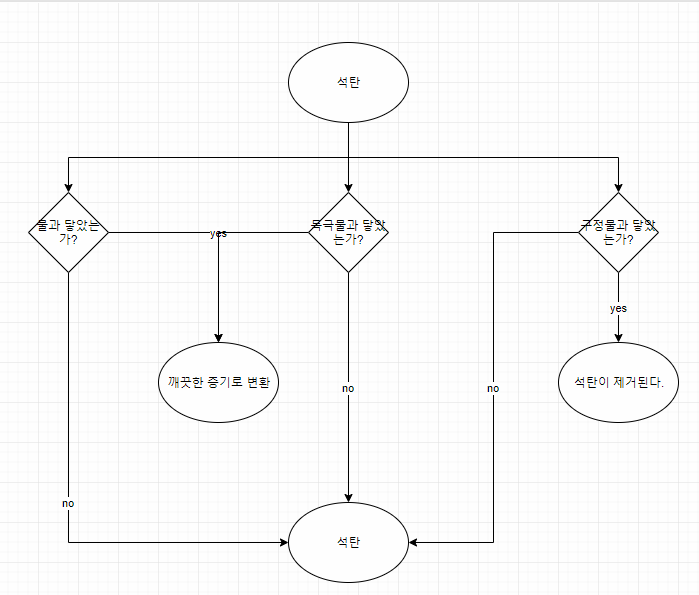 석탄
물과 닿았는
가?
yes
목극물과 닿았
는가?
구정물과 닿았
는가?
yes
깨끗한 증기로 변환
석탄이 제거된다.
no
no
no
석탄